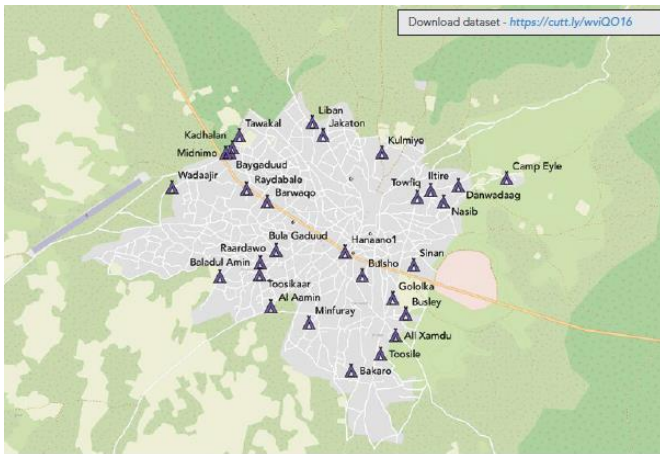 Download dataset - https://cutt.ly/wviQO16
Liban
Tawakal
Jakaton
Kadhalan
Kulmiye
Midnimo
Baygaduud
Camp Eyle
Wadaajir
Raydabale
Iltire
Towfiq
Danwadaag
Barwaqo
Nasib
Bula Gaduud
Hanaano1
Raardawo
Sinan
Baladul Amin
Bulsho
Toosikaar
Gololka
Al Aamin
Busley
Minfuray
All Xamdu
Toosile
Bakaro